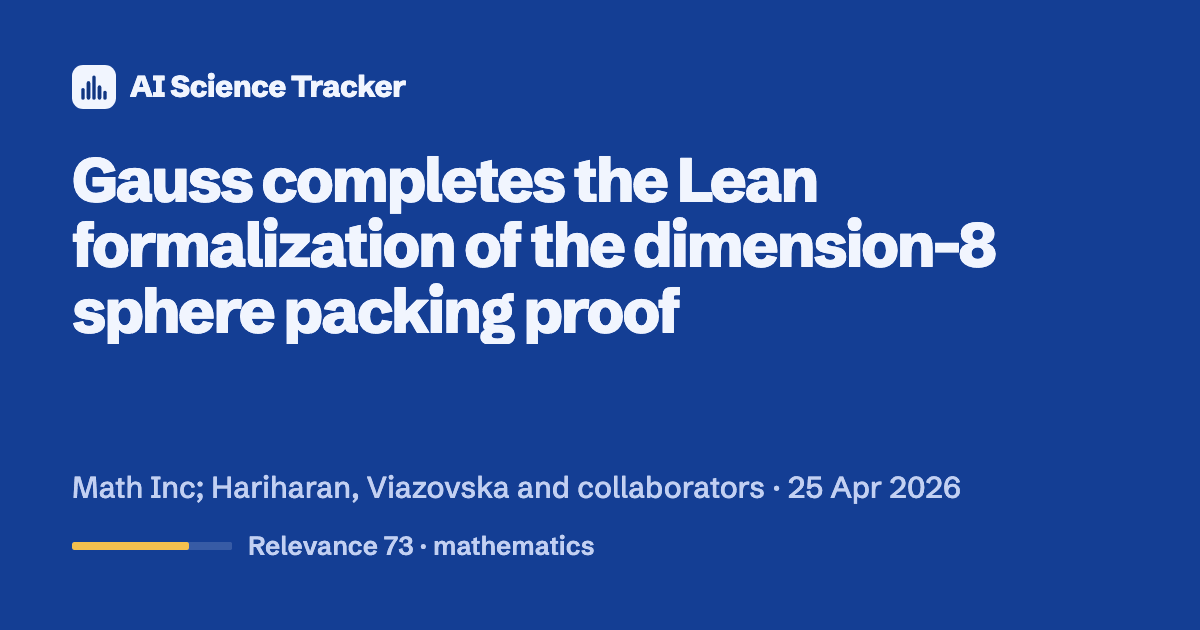 AI Science Tracker
Gauss completes the Lean
formalization of the dimension-8
sphere packing proof
Math Inc; Hariharan, Viazovska and collaborators · 25 Apr 2026
Relevance 73 · mathematics